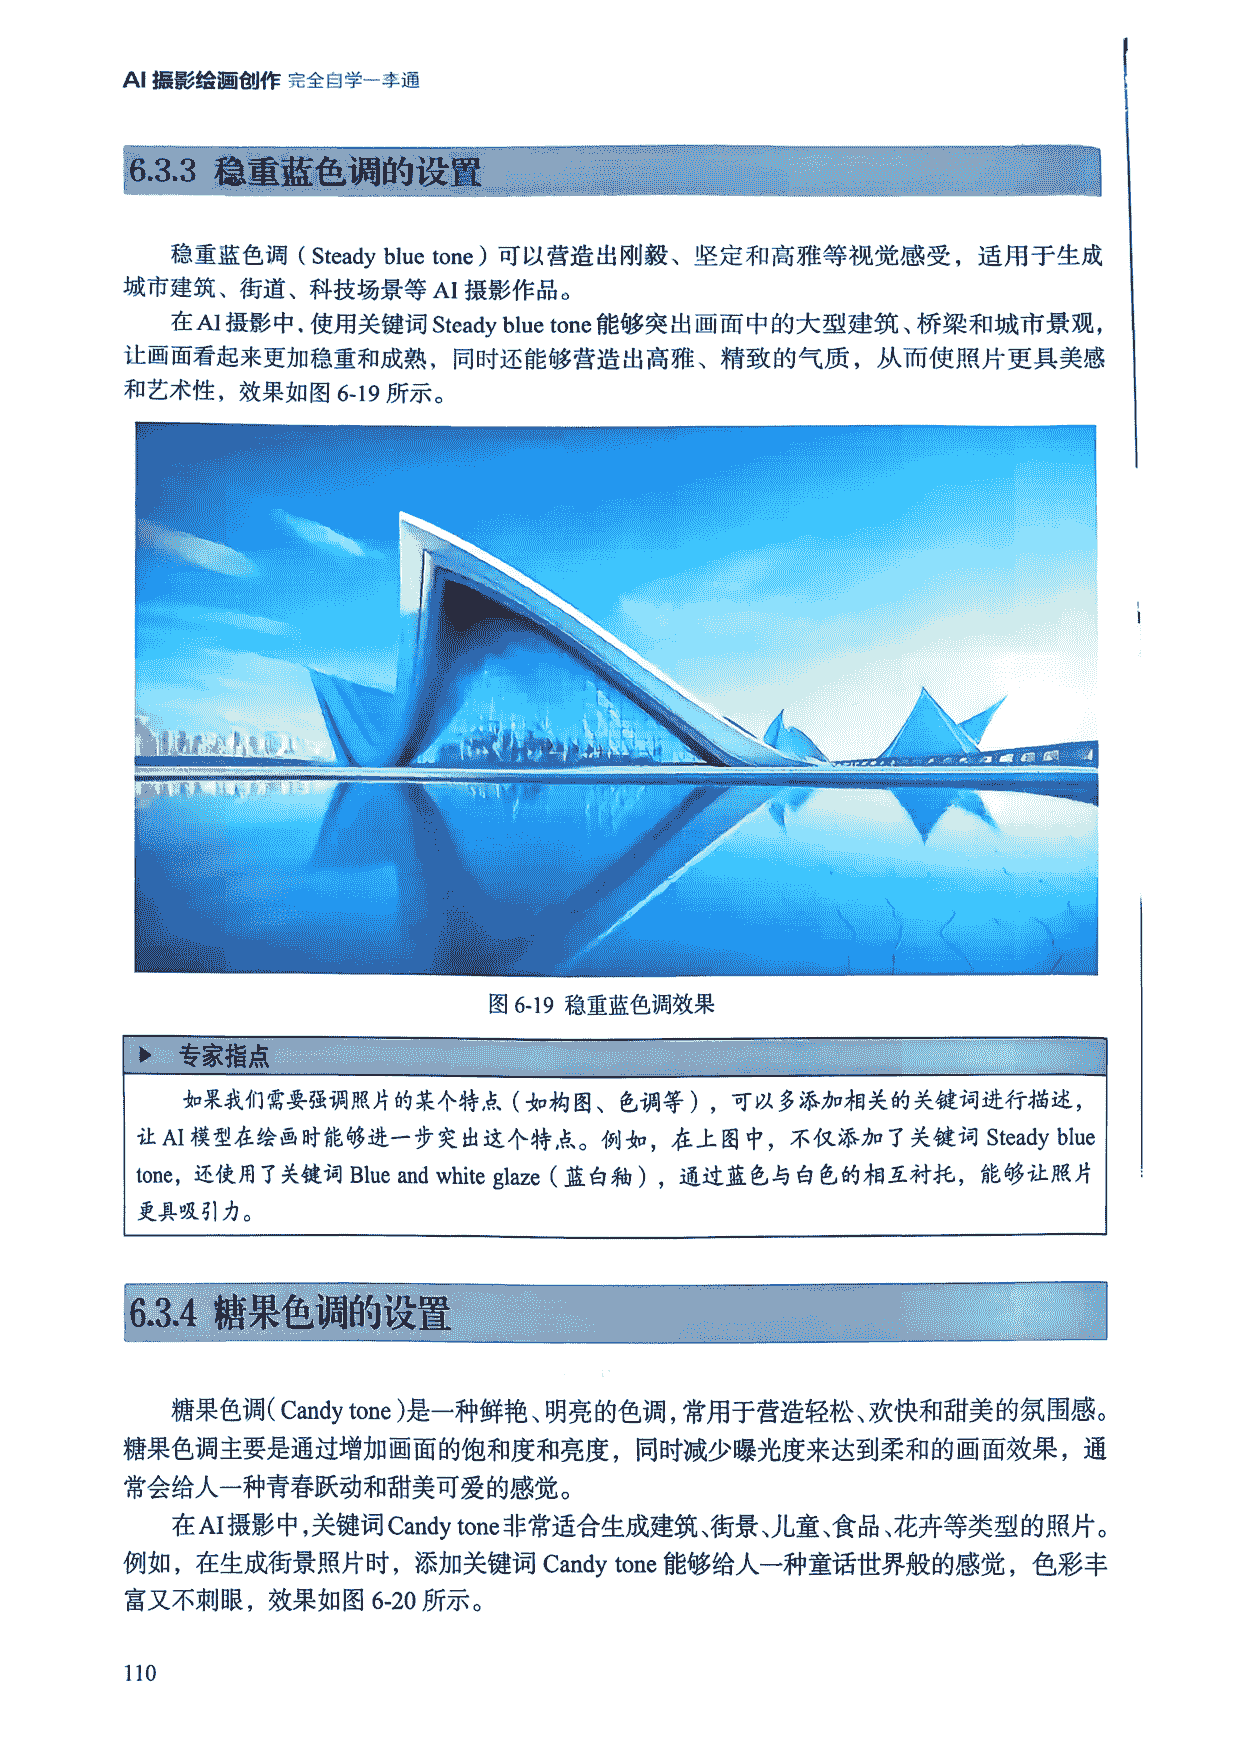 AI 摄影绘画创作 完全自学一本通
6.3.3 稳重蓝色调的设置
稳重蓝色调（Steady blue tone）可以营造出刚毅、坚定和高雅等视觉感受，适用于生成
城市建筑、街道、科技场景等 AI 摄影作品。
在 AI 摄影中，使用关键词 Steady blue tone 能够突出画面中的大型建筑、桥梁和城市景观，
让画面看起来更加稳重和成熟，同时还能够营造出高雅、精致的气质，从而使照片更具美感
和艺术性，效果如图 6-19 所示。
图 6-19 稳重蓝色调效果
▶ 专家指点
如果我们需要强调照片的某个特点（如构图、色调等），可以多添加相关的关键词进行描述，
让 AI 模型在绘画时能够进一步突出这个特点。例如，在上图中，不仅添加了关键词 Steady blue
tone，还使用了关键词 Blue and white glaze（蓝白釉），通过蓝色与白色的相互衬托，能够让照片
更具吸引力。
6.3.4 糖果色调的设置
糖果色调（Candy tone）是一种鲜艳、明亮的色调，常用于营造轻松、欢快和甜美的氛围感。
糖果色调主要是通过增加画面的饱和度和亮度，同时减少曝光度来达到柔和的画面效果，通
常会给人一种青春跃动和甜美可爱的感觉。
在 AI 摄影中，关键词 Candy tone 非常适合生成建筑、街景、儿童、食品、花卉等类型的照片。
例如，在生成街景照片时，添加关键词 Candy tone 能够给人一种童话世界般的感觉，色彩丰
富又不刺眼，效果如图 6-20 所示。
110